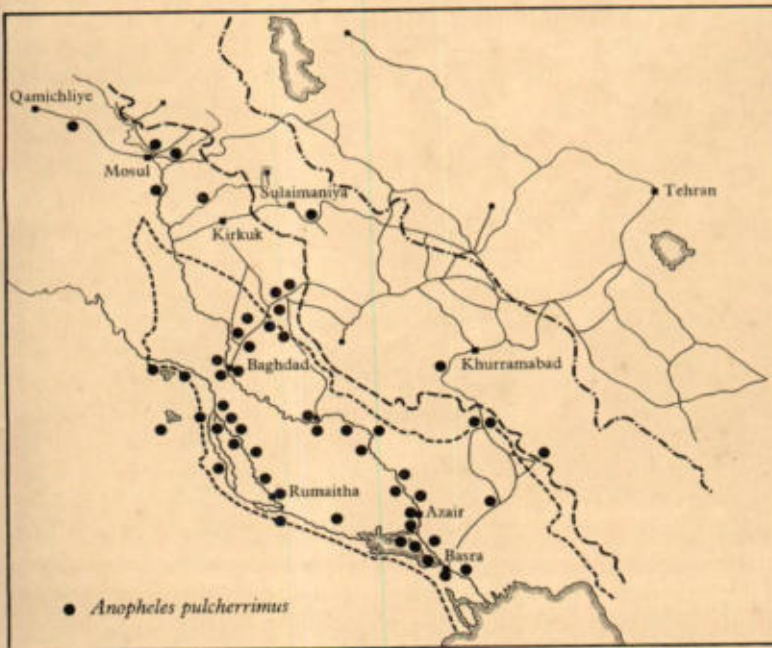 Qamichliye
Mosul
Sulaimaniya
Tehran
Kirkuk
Baghdad
Khurramabad
Rumaitha
Azair
Basra
Anopheles pulcherrimus